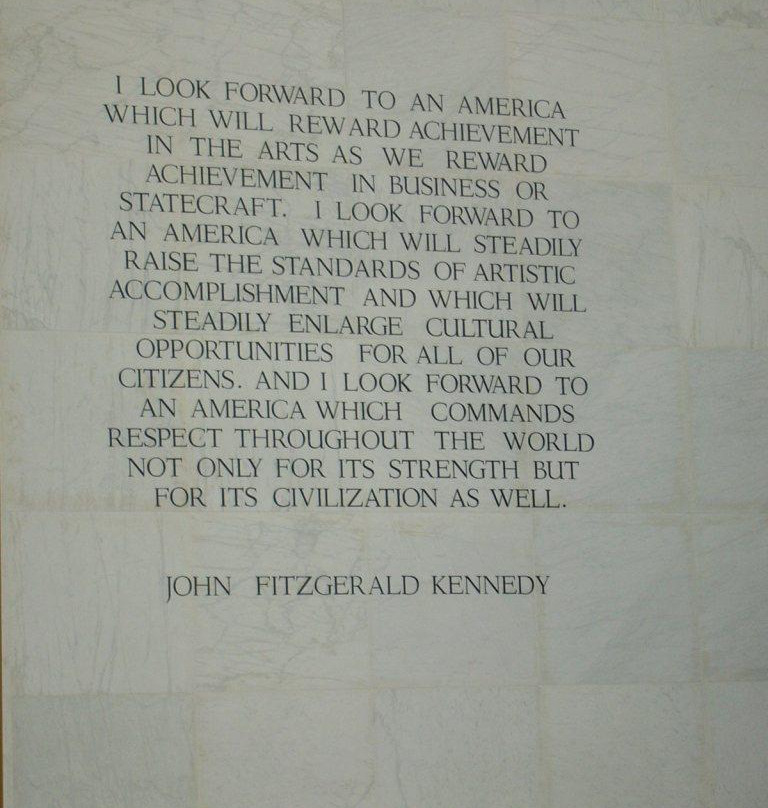 I LOOK FORWARD TO AN AMERICA
WHICH WILL REWARD ACHIEVEMENT
IN THE ARTS AS WE REWARD
ACHIEVEMENT IN BUSINESS OR
STATECRAFT. I LOOK FORWARD TO
AN AMERICA WHICH WILL STEADILY
RAISE THE STANDARDS OF ARTISTIC
ACCOMPLISHMENT AND WHICH WILL
STEADILY ENLARGE CULTURAL
OPPORTUNITIES FOR ALL OF OUR
CITIZENS. AND I LOOK FORWARD TO
AN AMERICA WHICH COMMANDS
RESPECT THROUGHOUT THE WORLD
NOT ONLY FOR ITS STRENGTH BUT
FOR ITS CIVILIZATION AS WELL.
JOHN FITZGERALD KENNEDY